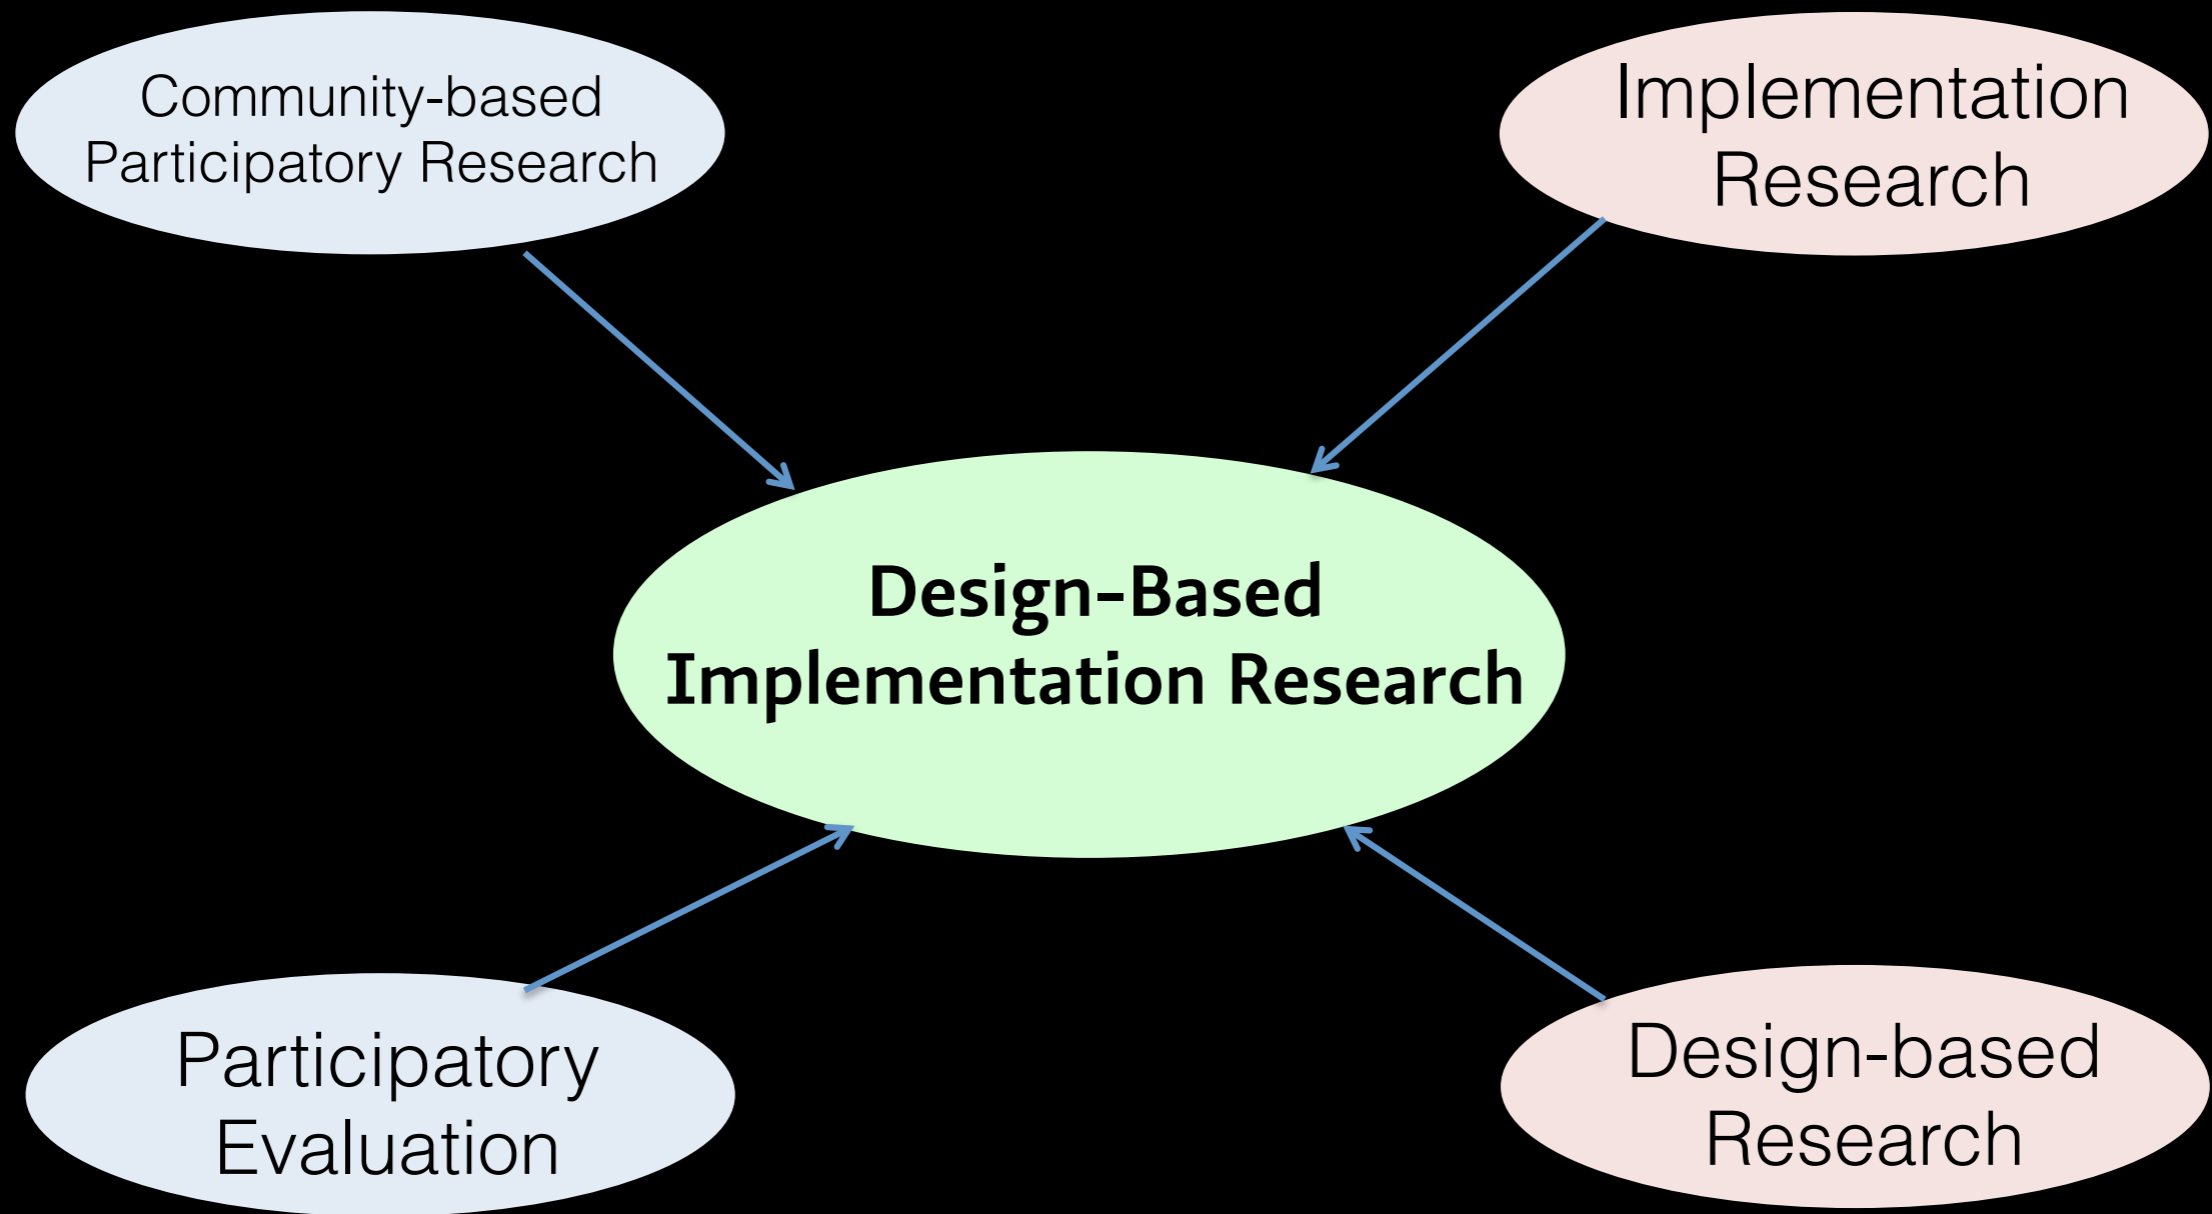 Community-based
Participatory Research
Implementation
Research
Design-Based
Implementation Research
Participatory
Evaluation
Design-based
Research